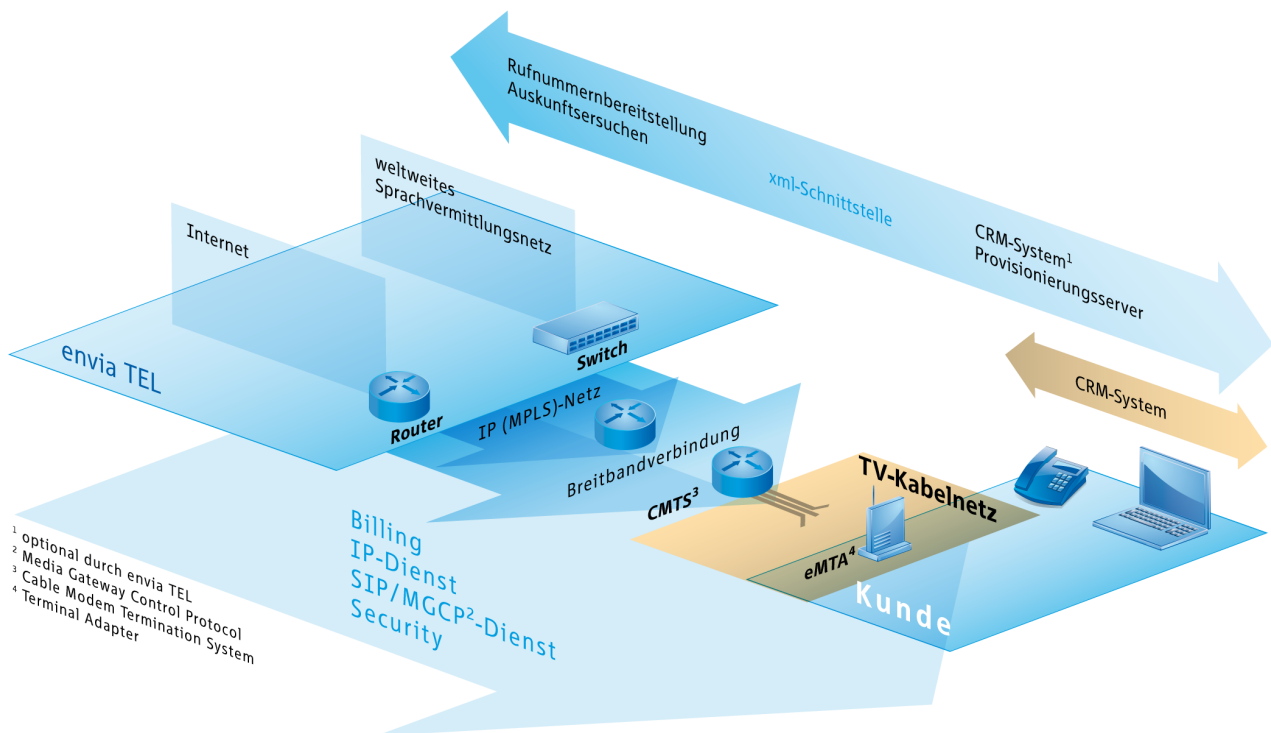 Rufnummernbereitstellung
Auskunftsersuchen
xml-Schnittstelle
CRM-System¹
Provisionierungsserver
weltweites
Sprachvermittlungsnetz
Internet
envia TEL
Switch
Router
IP (MPLS)-Netz
Breitbandverbindung
CMTS³
CRM-System
TV-Kabelnetz
eMTA⁴
Kunde
Billing
IP-Dienst
SIP/MGCP²-Dienst
Security
¹ optional durch envia TEL
² Media Gateway Control Protocol
³ Cable Modem Termination System
⁴ Terminal Adapter